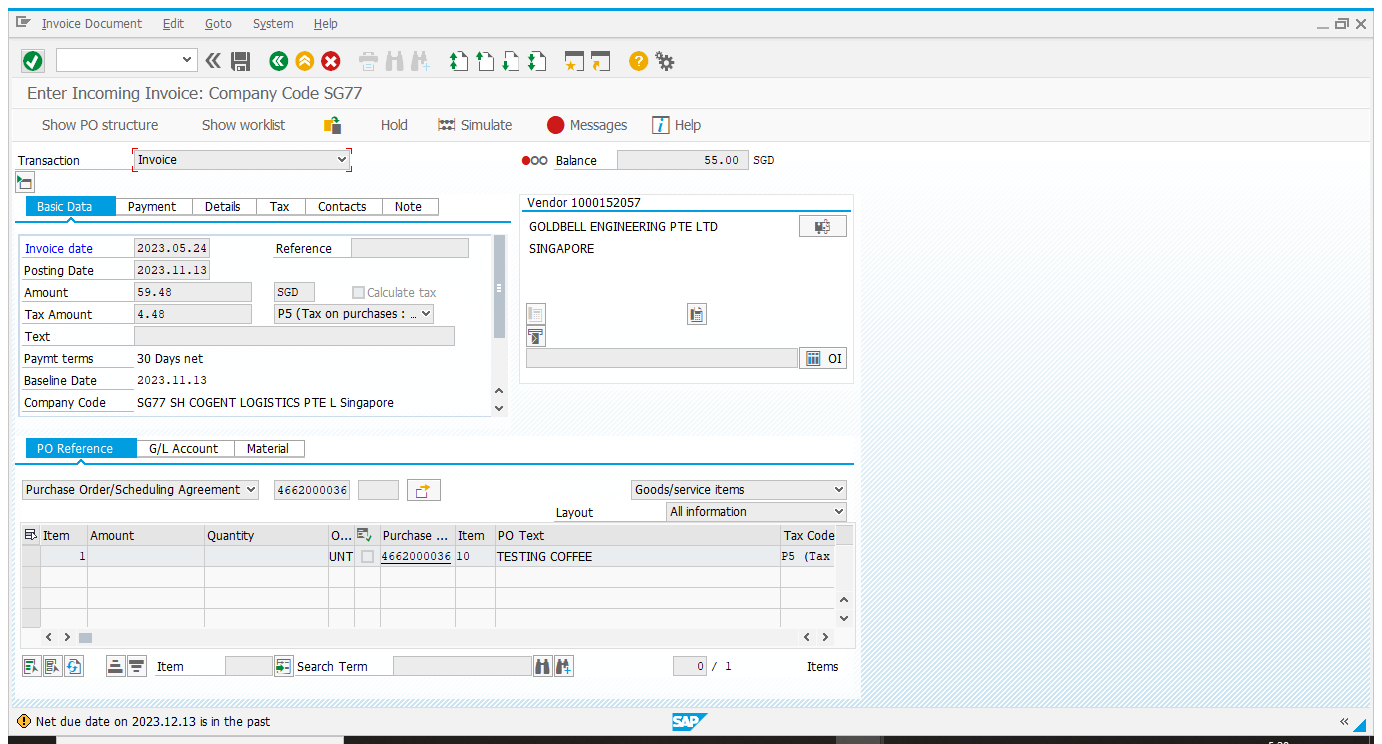 Invoice Document Edit Goto System Help
Enter Incoming Invoice: Company Code SG77
Show PO structure Show worklist Hold Simulate Messages Help
Transaction Invoice Balance 55.00 SGD
Basic Data Payment Details Tax Contacts Note
Vendor 1000152057
GOLDBELL ENGINEERING PTE LTD
SINGAPORE
OI
Invoice date 2023.05.24 Reference
Posting Date 2023.11.13
Amount 59.48 SGD Calculate tax
Tax Amount 4.48 P5 (Tax on purchases : ...
Text
Paymt terms 30 Days net
Baseline Date 2023.11.13
Company Code SG77 SH COGENT LOGISTICS PTE L Singapore
PO Reference G/L Account Material
Purchase Order/Scheduling Agreement 4662000036 Goods/service items
Layout All information
Item Amount Quantity O... Purchase ... Item PO Text Tax Code
1 UNT 4662000036 10 TESTING COFFEE P5 (Tax
Item Search Term 0 / 1 Items
Net due date on 2023.12.13 is in the past SAP